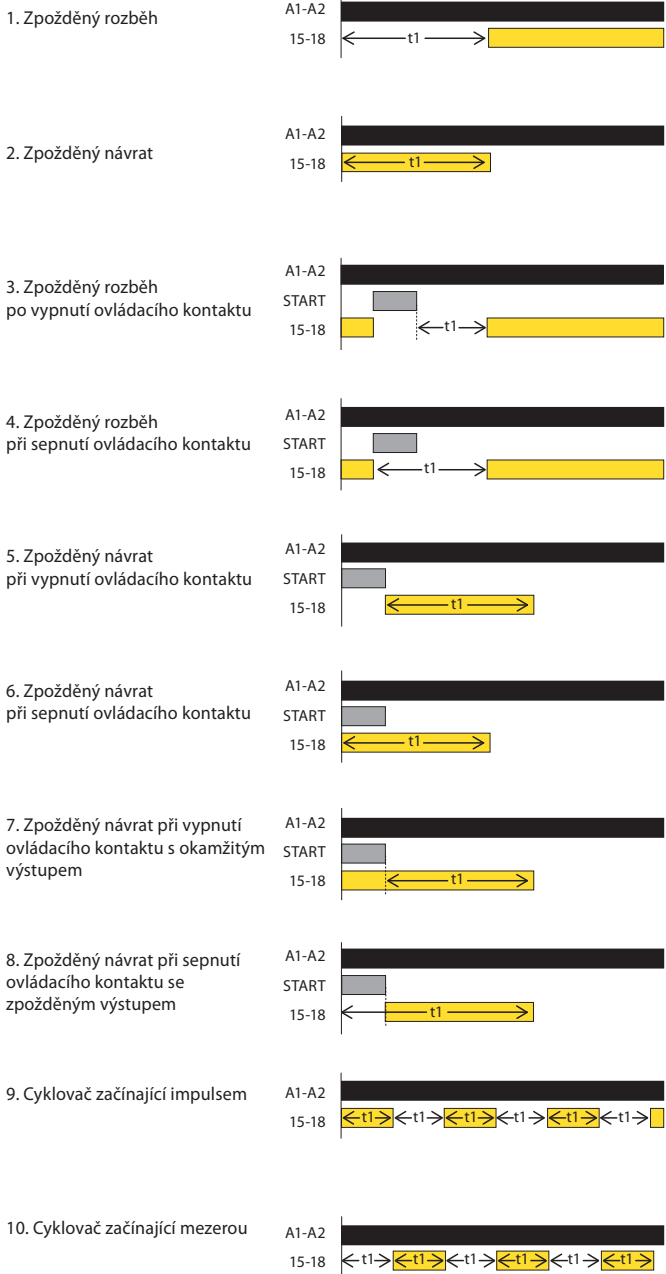 1. Zpožděný rozběh
A1-A2
15-18
t1
2. Zpožděný návrat
A1-A2
15-18
t1
3. Zpožděný rozběh
po vypnutí ovládacího kontaktu
A1-A2
START
15-18
t1
4. Zpožděný rozběh
při sepnutí ovládacího kontaktu
A1-A2
START
15-18
t1
5. Zpožděný návrat
při vypnutí ovládacího kontaktu
A1-A2
START
15-18
t1
6. Zpožděný návrat
při sepnutí ovládacího kontaktu
A1-A2
START
15-18
t1
7. Zpožděný návrat při vypnutí
ovládacího kontaktu s okamžitým
výstupem
A1-A2
START
15-18
t1
8. Zpožděný návrat při sepnutí
ovládacího kontaktu se
zpožděným výstupem
A1-A2
START
15-18
t1
9. Cyklovač začínající impulsem
A1-A2
15-18
t1 t1 t1 t1 t1 t1
10. Cyklovač začínající mezerou
A1-A2
15-18
t1 t1 t1 t1 t1 t1